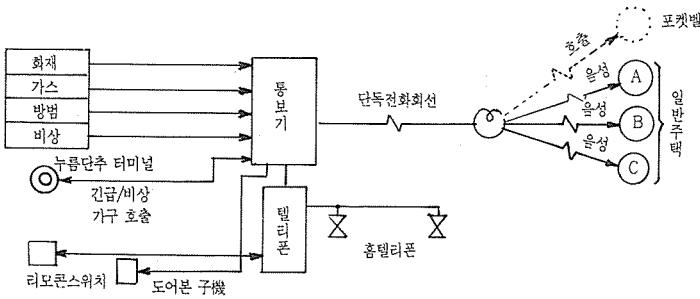 포켓벨
호출
화재
가스
방범
비상
통보기
단독전화회선
음성
A
음성
B
음성
C
일반주택
누름단추 터미널
긴급/비상
가구 호출
텔리폰
홈텔리폰
리모콘스위치
도어본 子機